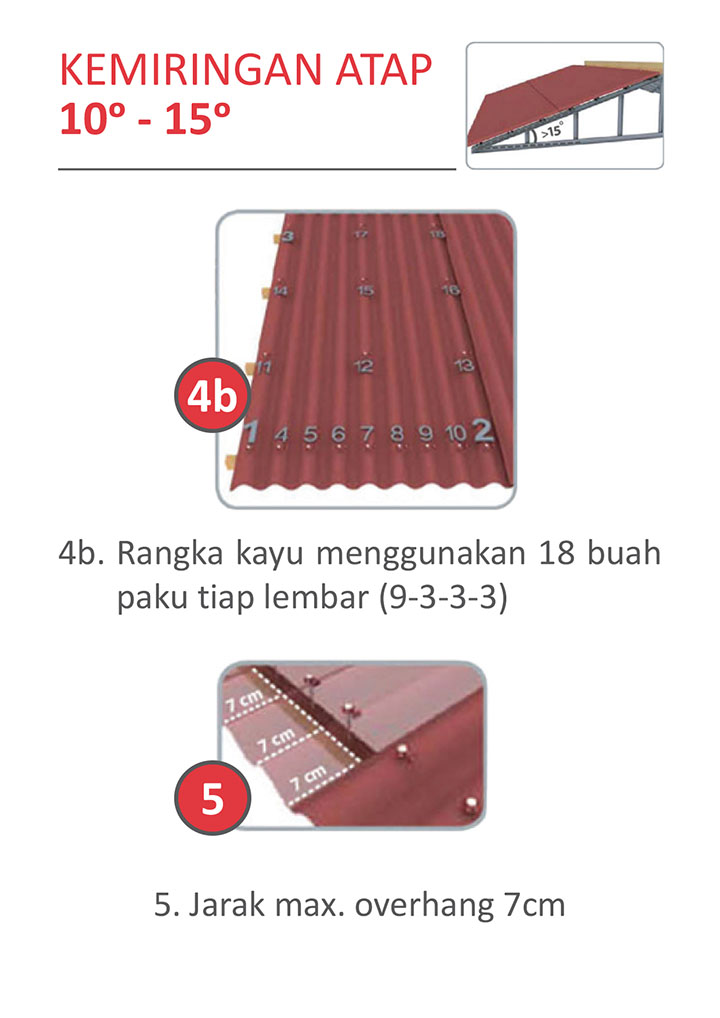 KEMIRINGAN ATAP
10º - 15º
>15°
3 17 18
14 15 16
11 12 13
4b
1 4 5 6 7 8 9 10 2
4b. Rangka kayu menggunakan 18 buah
paku tiap lembar (9-3-3-3)
7 cm
7 cm
7 cm
5
5. Jarak max. overhang 7cm